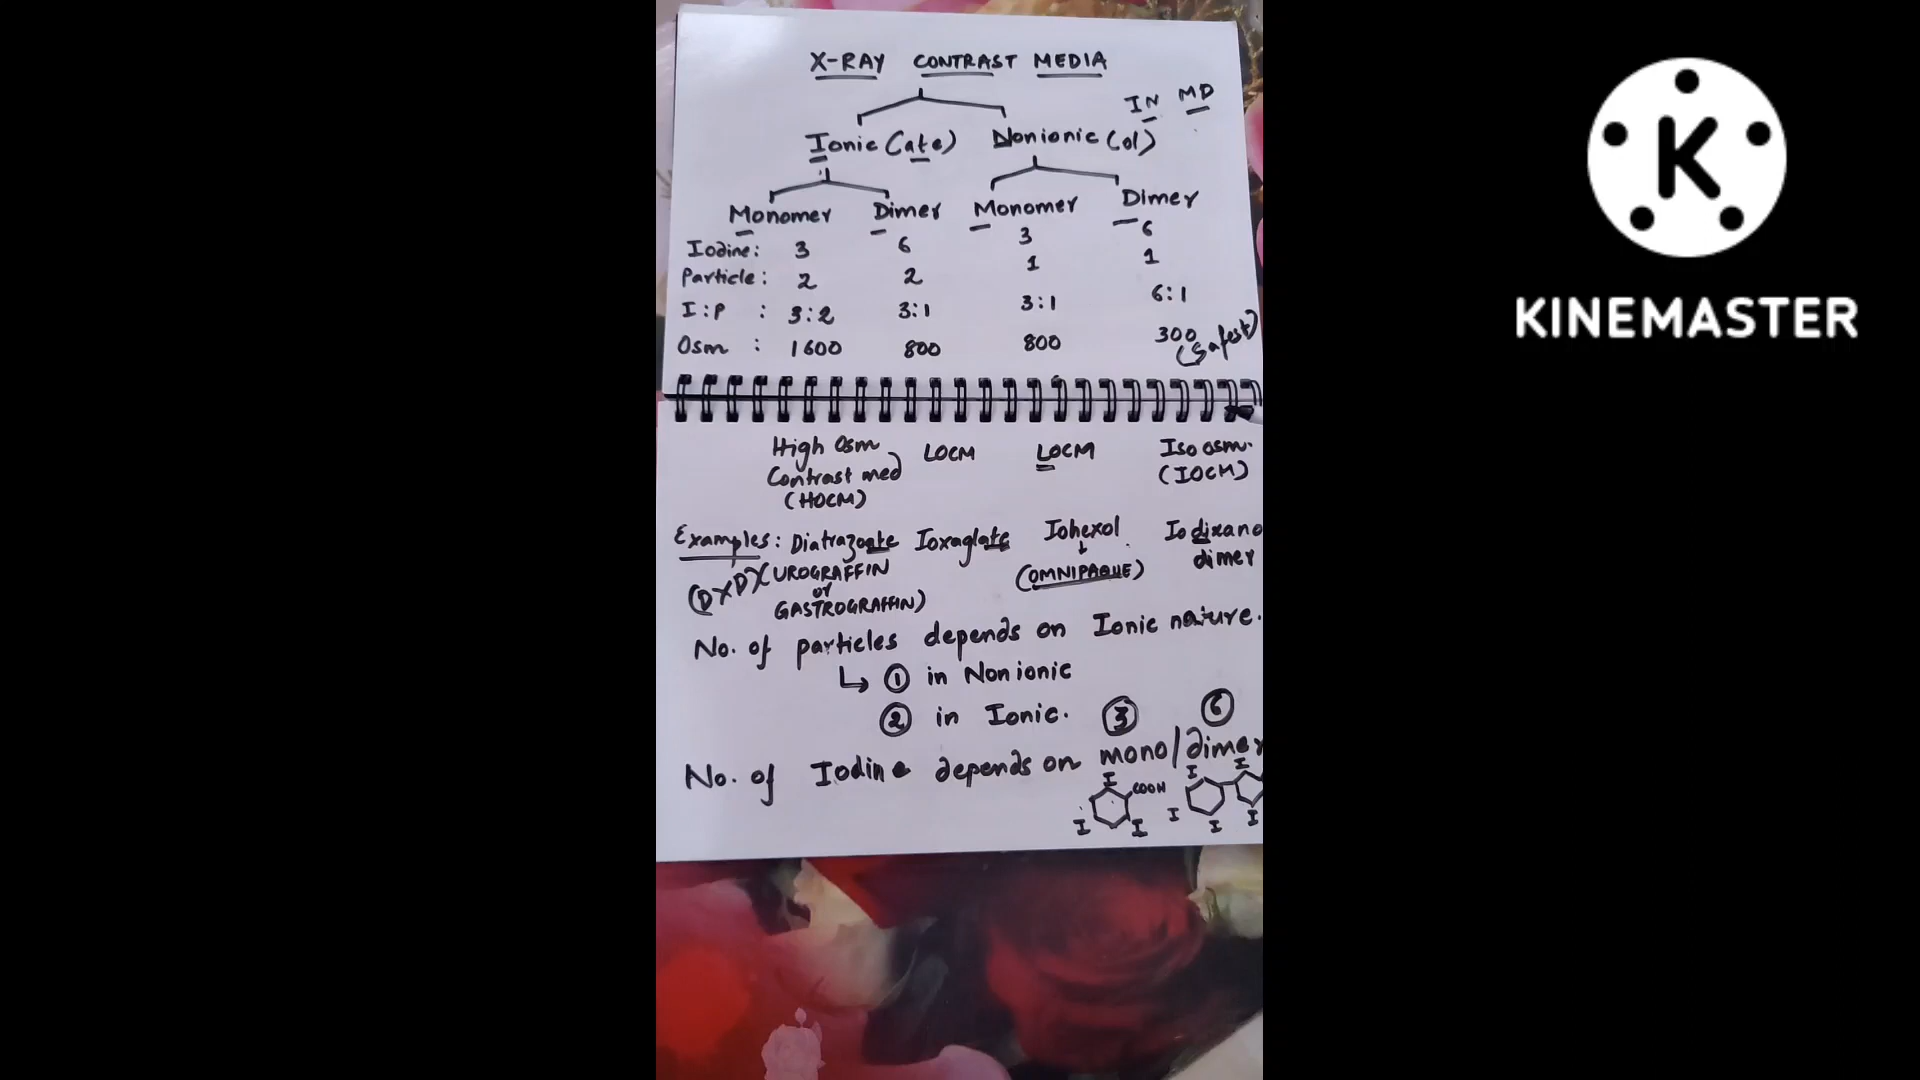 X-RAY CONTRAST MEDIA
IN MD
Ionic (ate) Nonionic (ol)
Monomer Dimer Monomer Dimer
Iodine: 3 6 3 6
Particle: 2 2 1 1
I:P : 3:2 3:1 3:1 6:1
Osm : 1600 800 800 300
(Safest)
High Osm LOCM LOCM Iso osm.
Contrast med (IOCM)
(HOCM)
Examples: Diatrazoate Ioxaglate Iohexol Iodixano
(OMNIPAQUE) dimer
UROGRAFFIN
or
GASTROGRAFFIN)
No. of particles depends on Ionic nature.
1 in Nonionic
2 in Ionic. 3 6
No. of Iodine depends on mono/dimer
I COOH I I
I I I I I
KINEMASTER